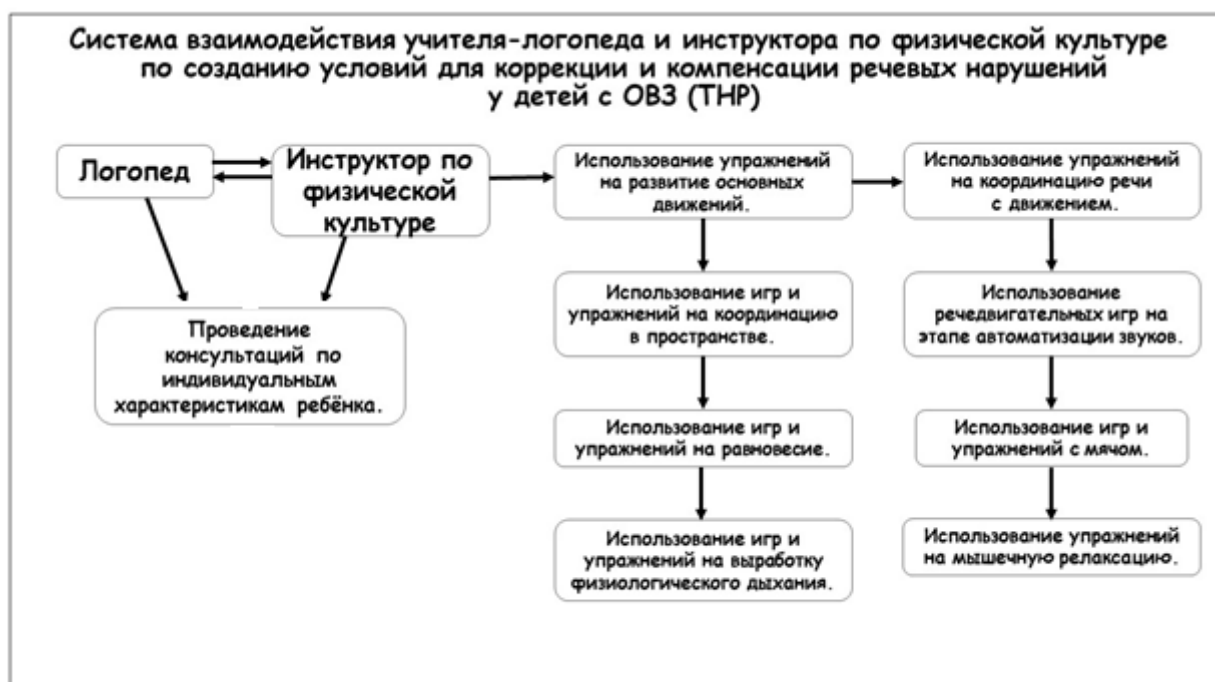 Система взаимодействия учителя-логопеда и инструктора по физической культуре
по созданию условий для коррекции и компенсации речевых нарушений
у детей с ОВЗ (ТНР)
Логопед
Инструктор по
физической
культуре
Использование упражнений
на развитие основных
движений.
Использование упражнений
на координацию речи
с движением.
Проведение
консультаций по
индивидуальным
характеристикам ребёнка.
Использование игр и
упражнений на координацию
в пространстве.
Использование
речедвигательных игр на
этапе автоматизации звуков.
Использование игр и
упражнений на равновесие.
Использование игр и
упражнений с мячом.
Использование игр и
упражнений на выработку
физиологического дыхания.
Использование упражнений
на мышечную релаксацию.